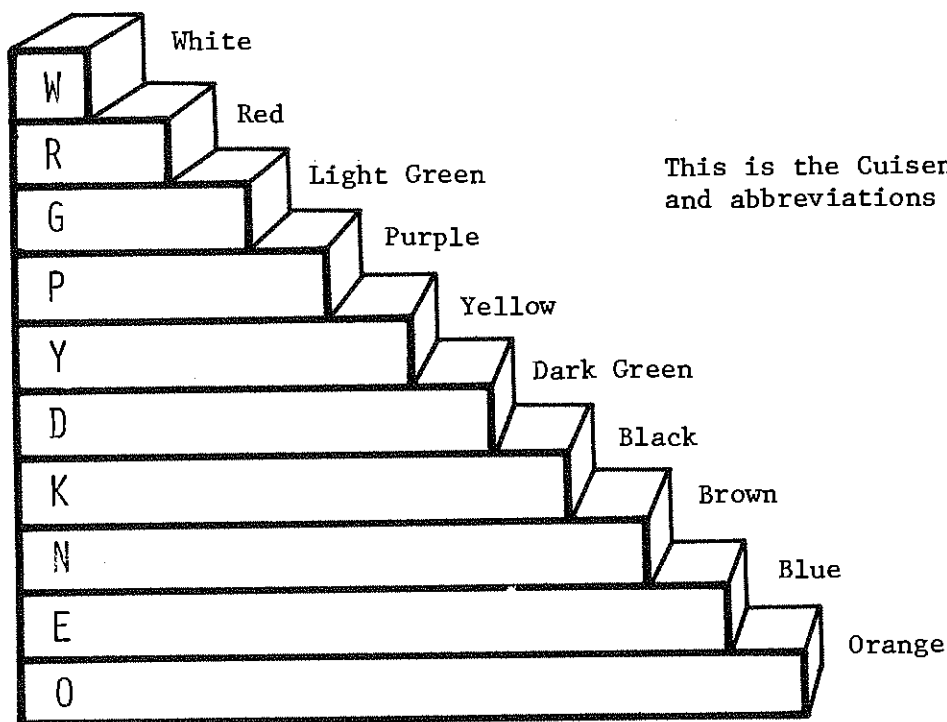 White
W
Red
R
This is the Cuisen
and abbreviations
Light Green
G
Purple
P
Yellow
Y
Dark Green
D
Black
K
Brown
N
Blue
E
Orange
O